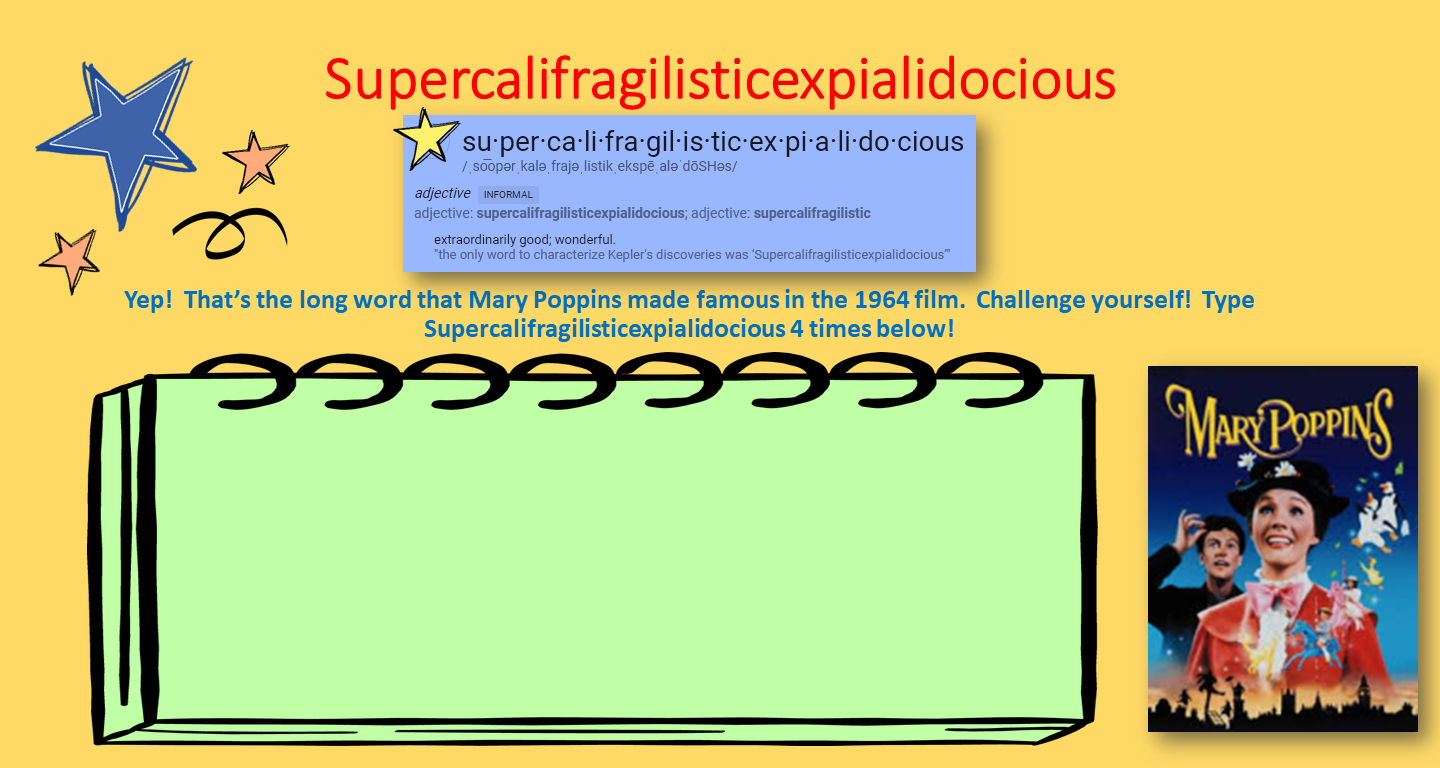 Supercalifragilisticexpialidocious
su·per·ca·li·fra·gil·is·tic·ex·pi·a·li·do·cious
/ˌso͞opərˌkaləˌfrajəˌlistikˌekspēˌaləˈdōSHəs/
adjective INFORMAL
adjective: supercalifragilisticexpialidocious; adjective: supercalifragilistic
extraordinarily good; wonderful.
"the only word to characterize Kepler's discoveries was ‘Supercalifragilisticexpialidocious’"
Yep! That’s the long word that Mary Poppins made famous in the 1964 film. Challenge yourself! Type
Supercalifragilisticexpialidocious 4 times below!
MARY POPPINS